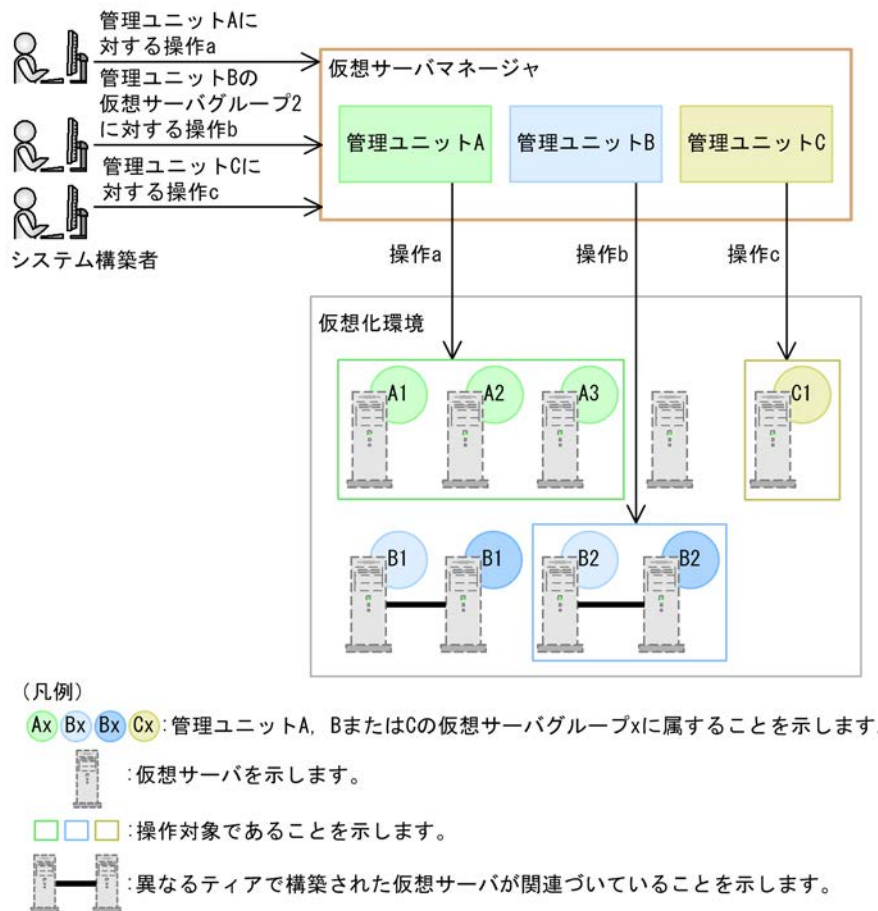 管理ユニットAに
対する操作a
管理ユニットBの
仮想サーバグループ2
に対する操作b
管理ユニットCに
対する操作c
システム構築者
仮想サーバマネージャ
管理ユニットA
管理ユニットB
管理ユニットC
操作a
操作b
操作c
仮想化環境
A1
A2
A3
C1
B1
B1
B2
B2
（凡例）
Ax Bx Bx Cx :管理ユニットA, BまたはCの仮想サーバグループxに属することを示します。
:仮想サーバを示します。
:操作対象であることを示します。
:異なるティアで構築された仮想サーバが関連づいていることを示します。